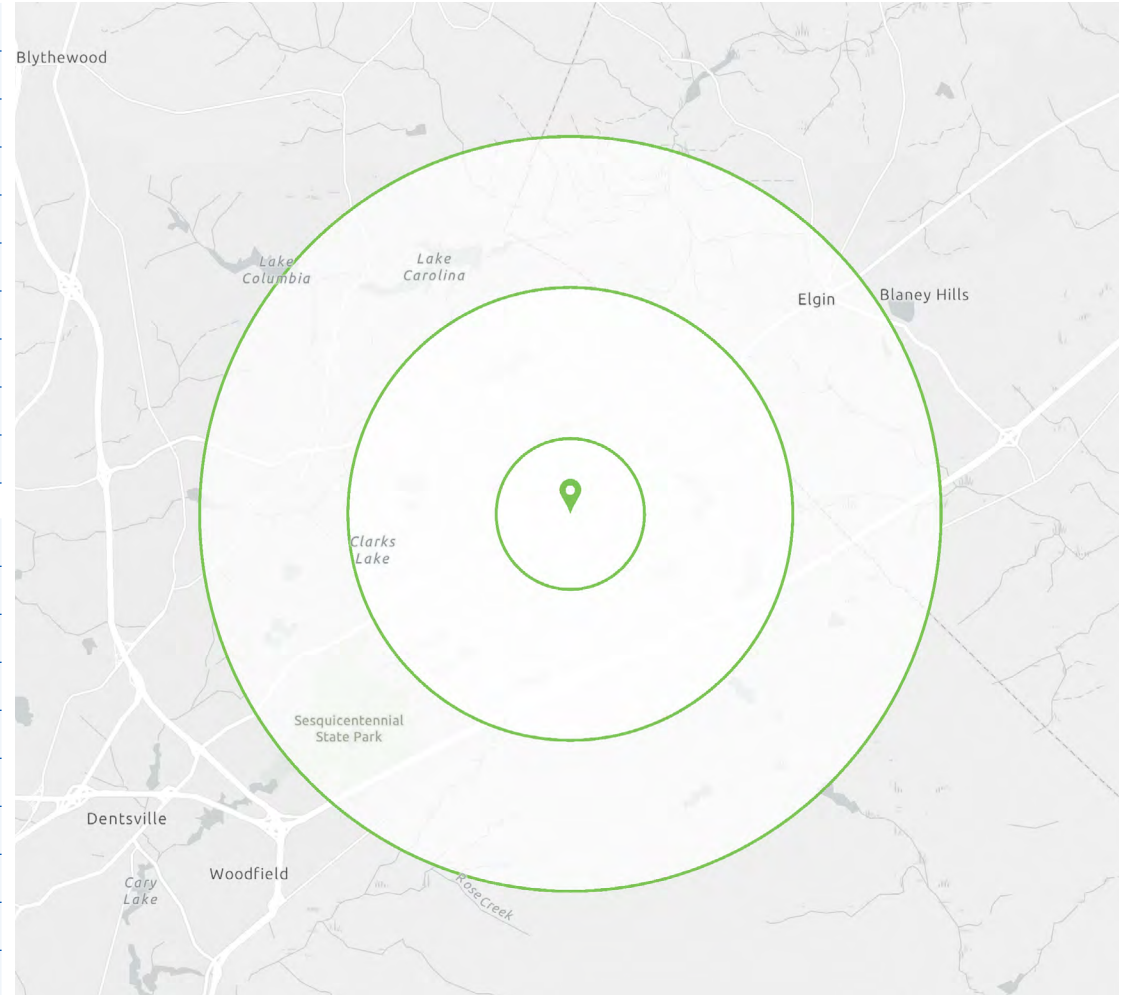 Blythewood
Lake
Columbia
Lake
Carolina
Elgin
Blaney Hills
Clarks
Lake
Sesquicentennial
State Park
Dentsville
Woodfield
Cary
Lake
Rose Creek